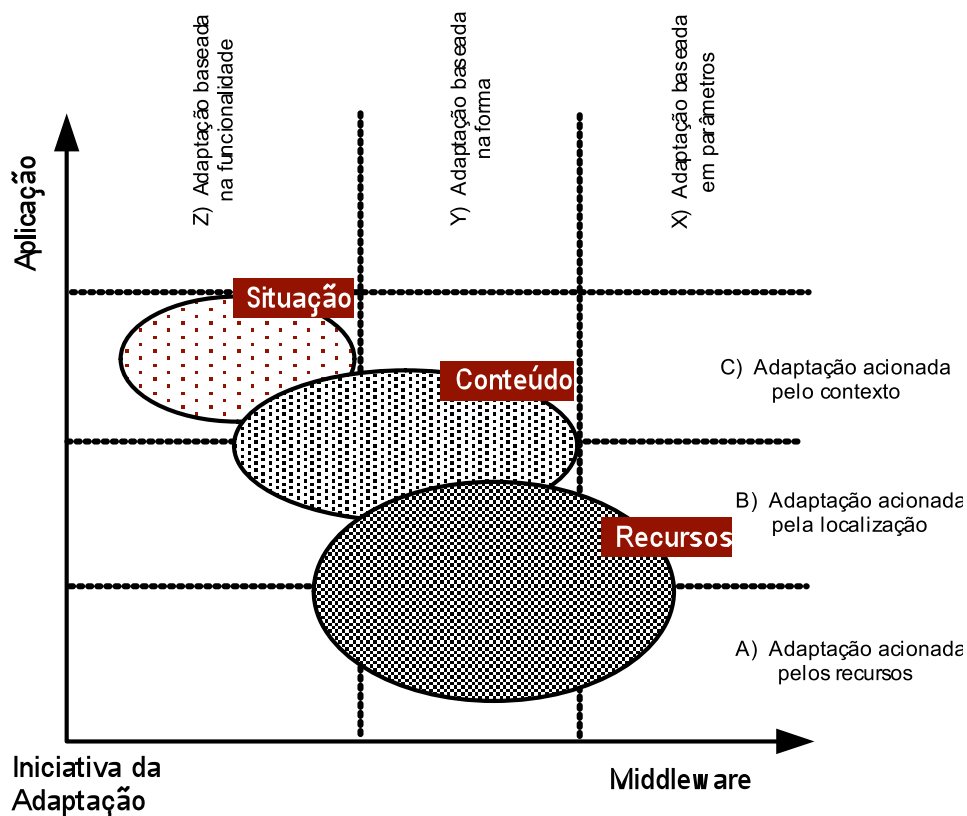 Z) Adaptação baseada
na funcionalidade
Y) Adaptação baseada
na forma
X) Adaptação baseada
em parâmetros
Aplicação
Situação
Conteúdo
C) Adaptação acionada
pelo contexto
B) Adaptação acionada
pela localização
Recursos
A) Adaptação acionada
pelos recursos
Iniciativa da
Adaptação
Middleware